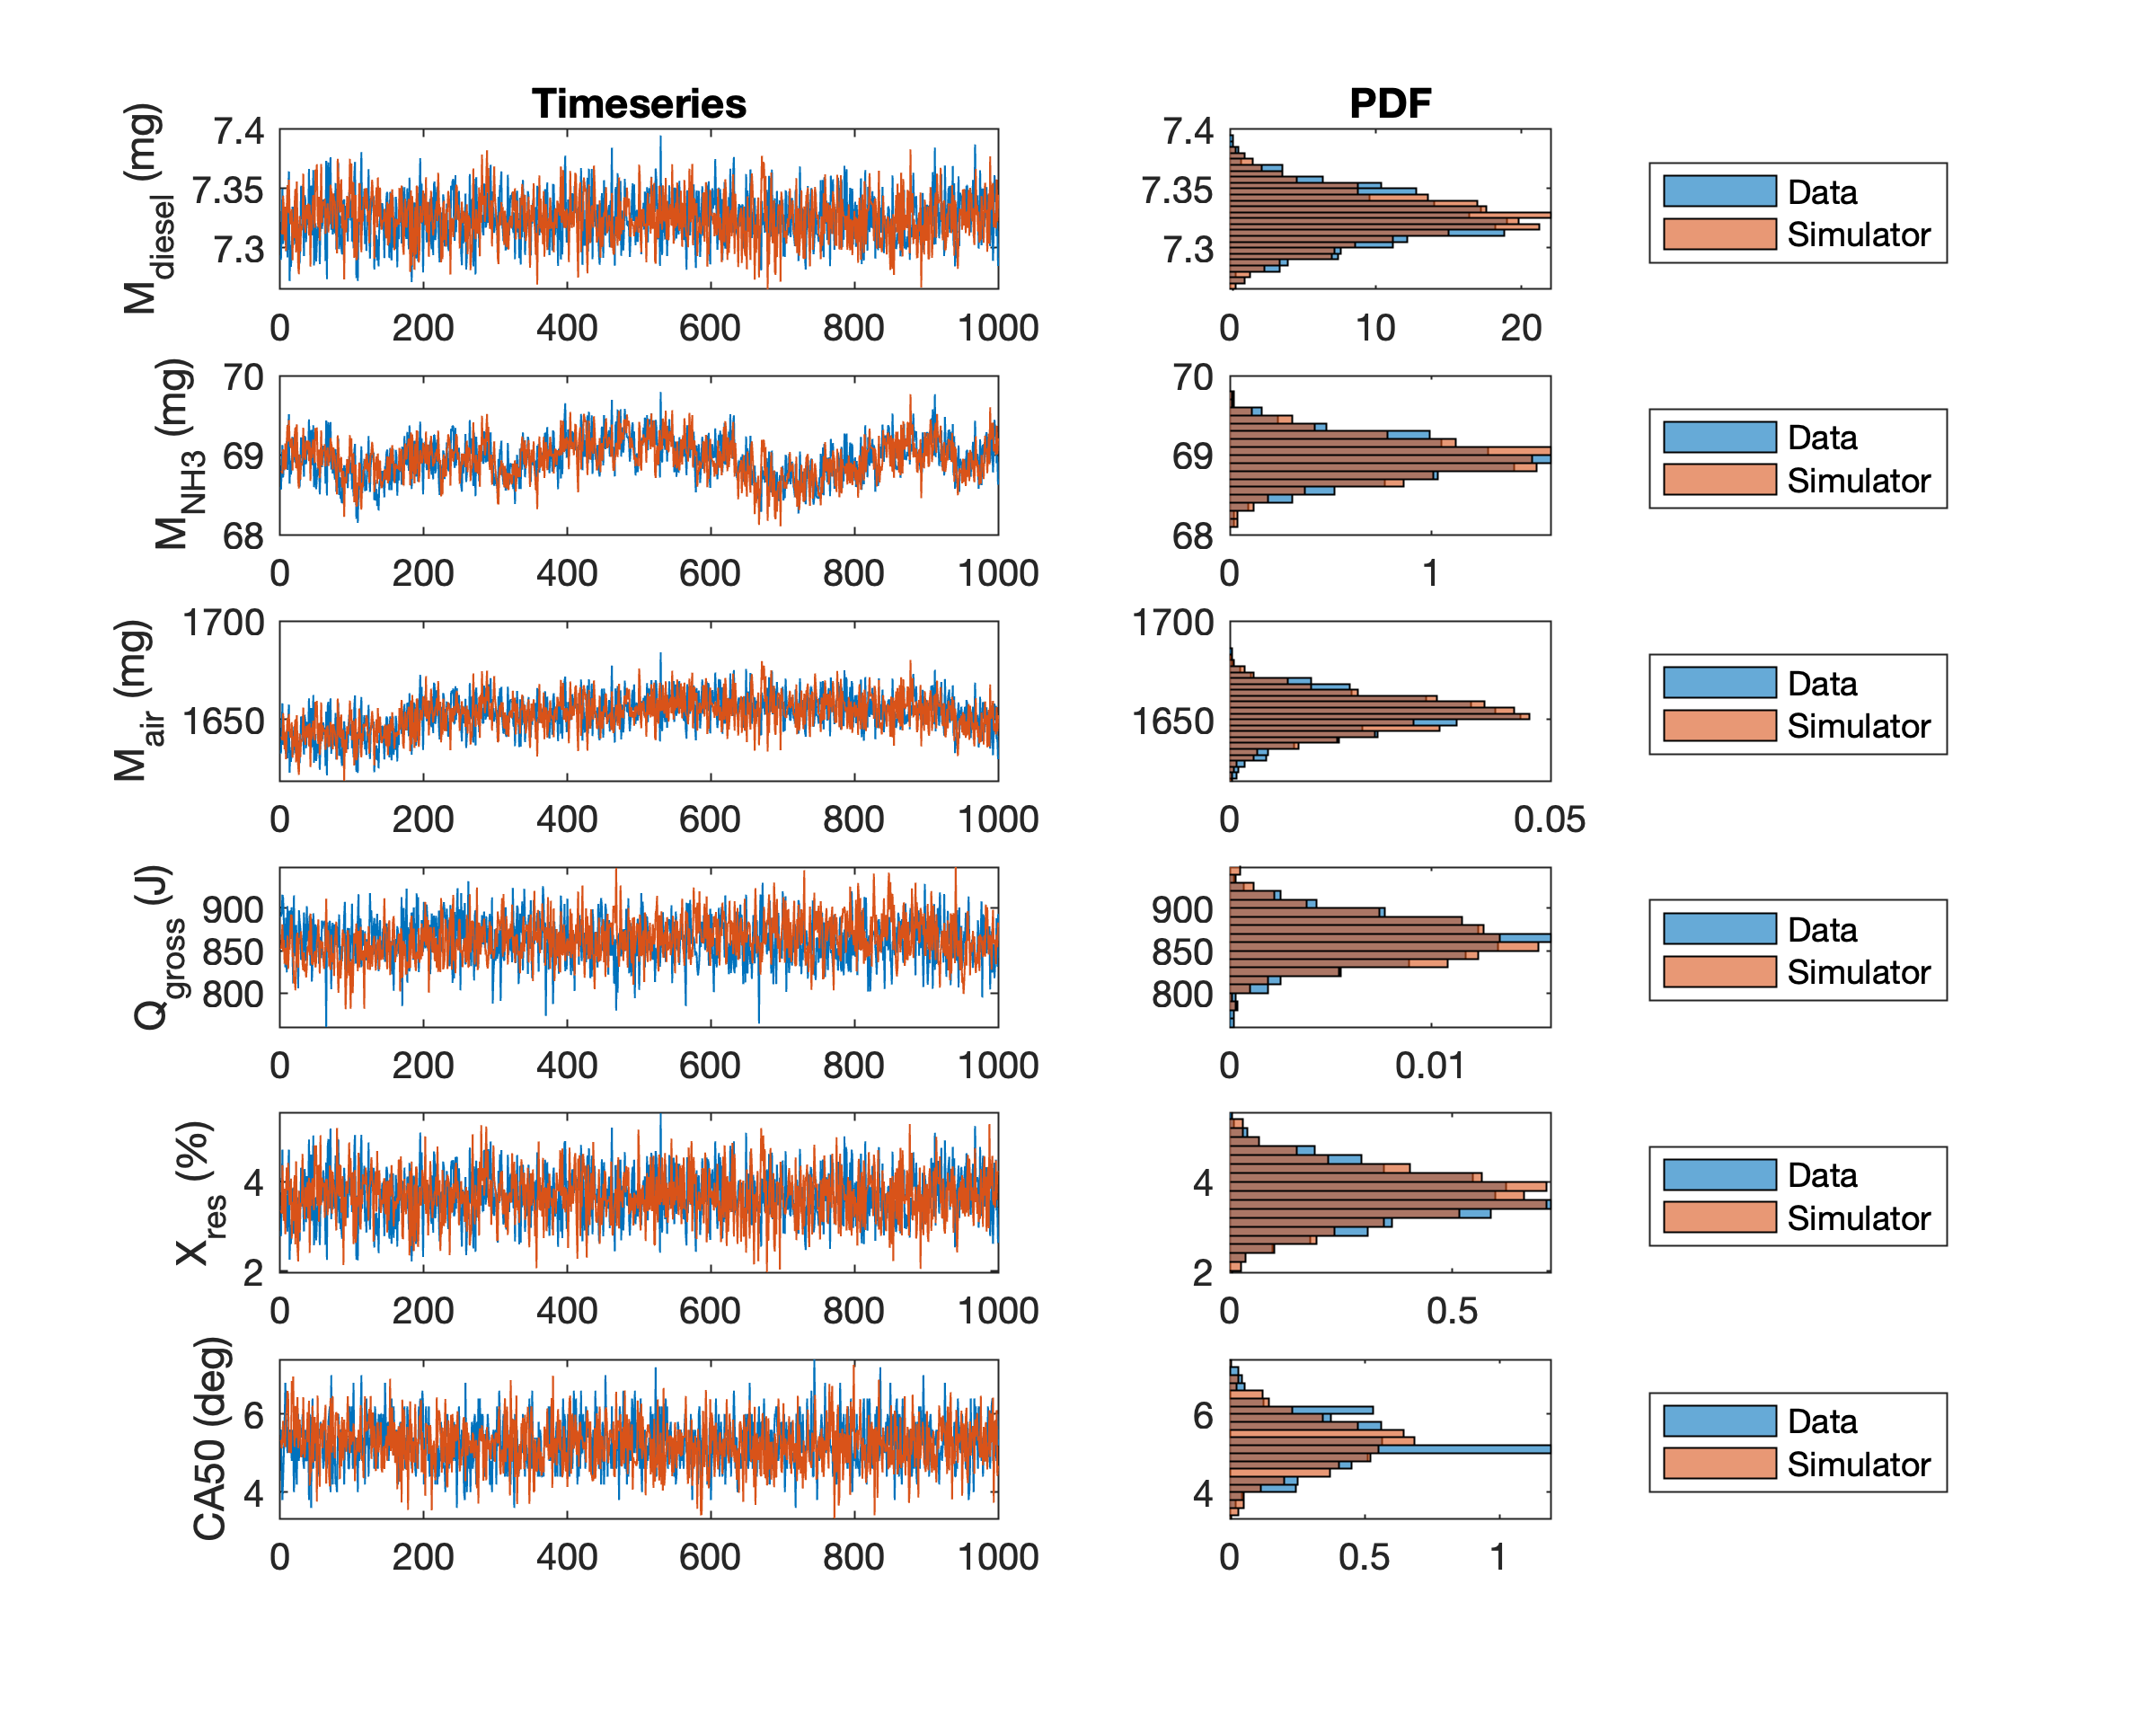 Timeseries
PDF
M_diesel (mg)
7.4
7.35
7.3
0 200 400 600 800 1000
7.4
7.35
7.3
0 10 20
Data
Simulator
M_NH3 (mg)
70
69
68
0 200 400 600 800 1000
70
69
68
0 1
Data
Simulator
M_air (mg)
1700
1650
0 200 400 600 800 1000
1700
1650
0 0.05
Data
Simulator
Q_gross (J)
900
850
800
0 200 400 600 800 1000
900
850
800
0 0.01
Data
Simulator
X_res (%)
4
2
0 200 400 600 800 1000
4
2
0 0.5
Data
Simulator
CA50 (deg)
6
4
0 200 400 600 800 1000
6
4
0 0.5 1
Data
Simulator